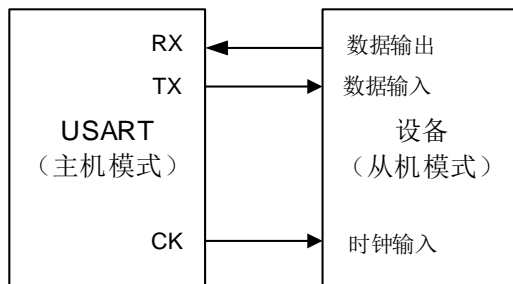 RX
数据输出
TX
数据输入
USART
（主机模式）
设备
（从机模式）
CK
时钟输入